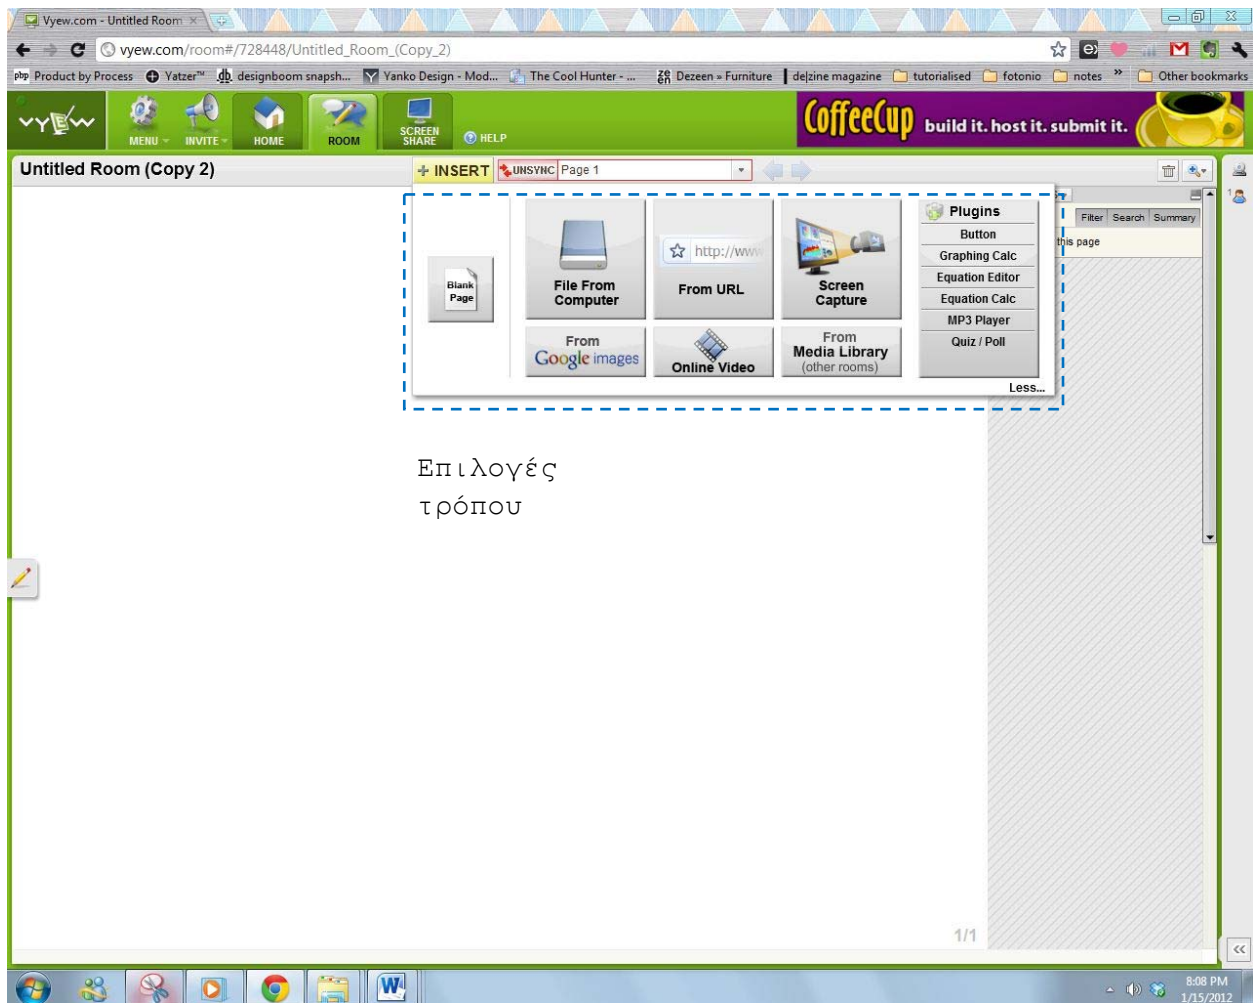 Vyew.com - Untitled Room
vyew.com/room#/728448/Untitled_Room_(Copy_2)
php Product by Process Yatzer™ db designboom snapsh... Yanko Design - Mod... The Cool Hunter - ... Dezeen » Furniture de|zine magazine tutorialised fotonio notes » Other bookmarks
VYEW MENU INVITE HOME ROOM SCREEN SHARE HELP
CoffeeCup build it. host it. submit it.
Untitled Room (Copy 2)
+ INSERT UNSYNC Page 1
Filter Search Summary
this page
Blank
Page
File From
Computer
From URL
http://www
Screen
Capture
From
Google images
Online Video
From
Media Library
(other rooms)
Plugins
Button
Graphing Calc
Equation Editor
Equation Calc
MP3 Player
Quiz / Poll
Less...
Επιλογές
τρόπου
1/1
8:08 PM
1/15/2012